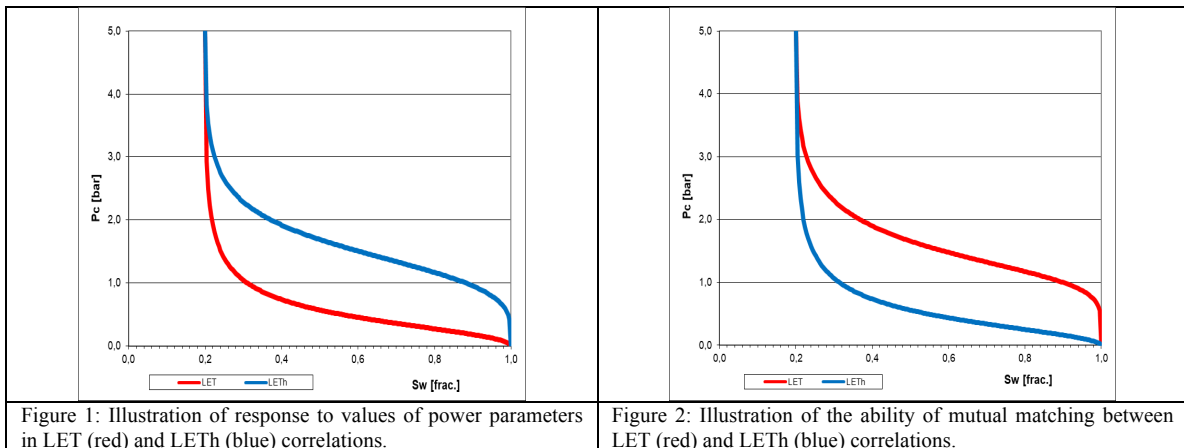 5,0
4,0
3,0
2,0
1,0
0,0
Pc [bar]
0,0 0,2 0,4 0,6 0,8 1,0
LET LETh
Sw [frac.]
5,0
4,0
3,0
2,0
1,0
0,0
Pc [bar]
0,0 0,2 0,4 0,6 0,8 1,0
LET LETh
Sw [frac.]
Figure 1: Illustration of response to values of power parameters
in LET (red) and LETh (blue) correlations.
Figure 2: Illustration of the ability of mutual matching between
LET (red) and LETh (blue) correlations.